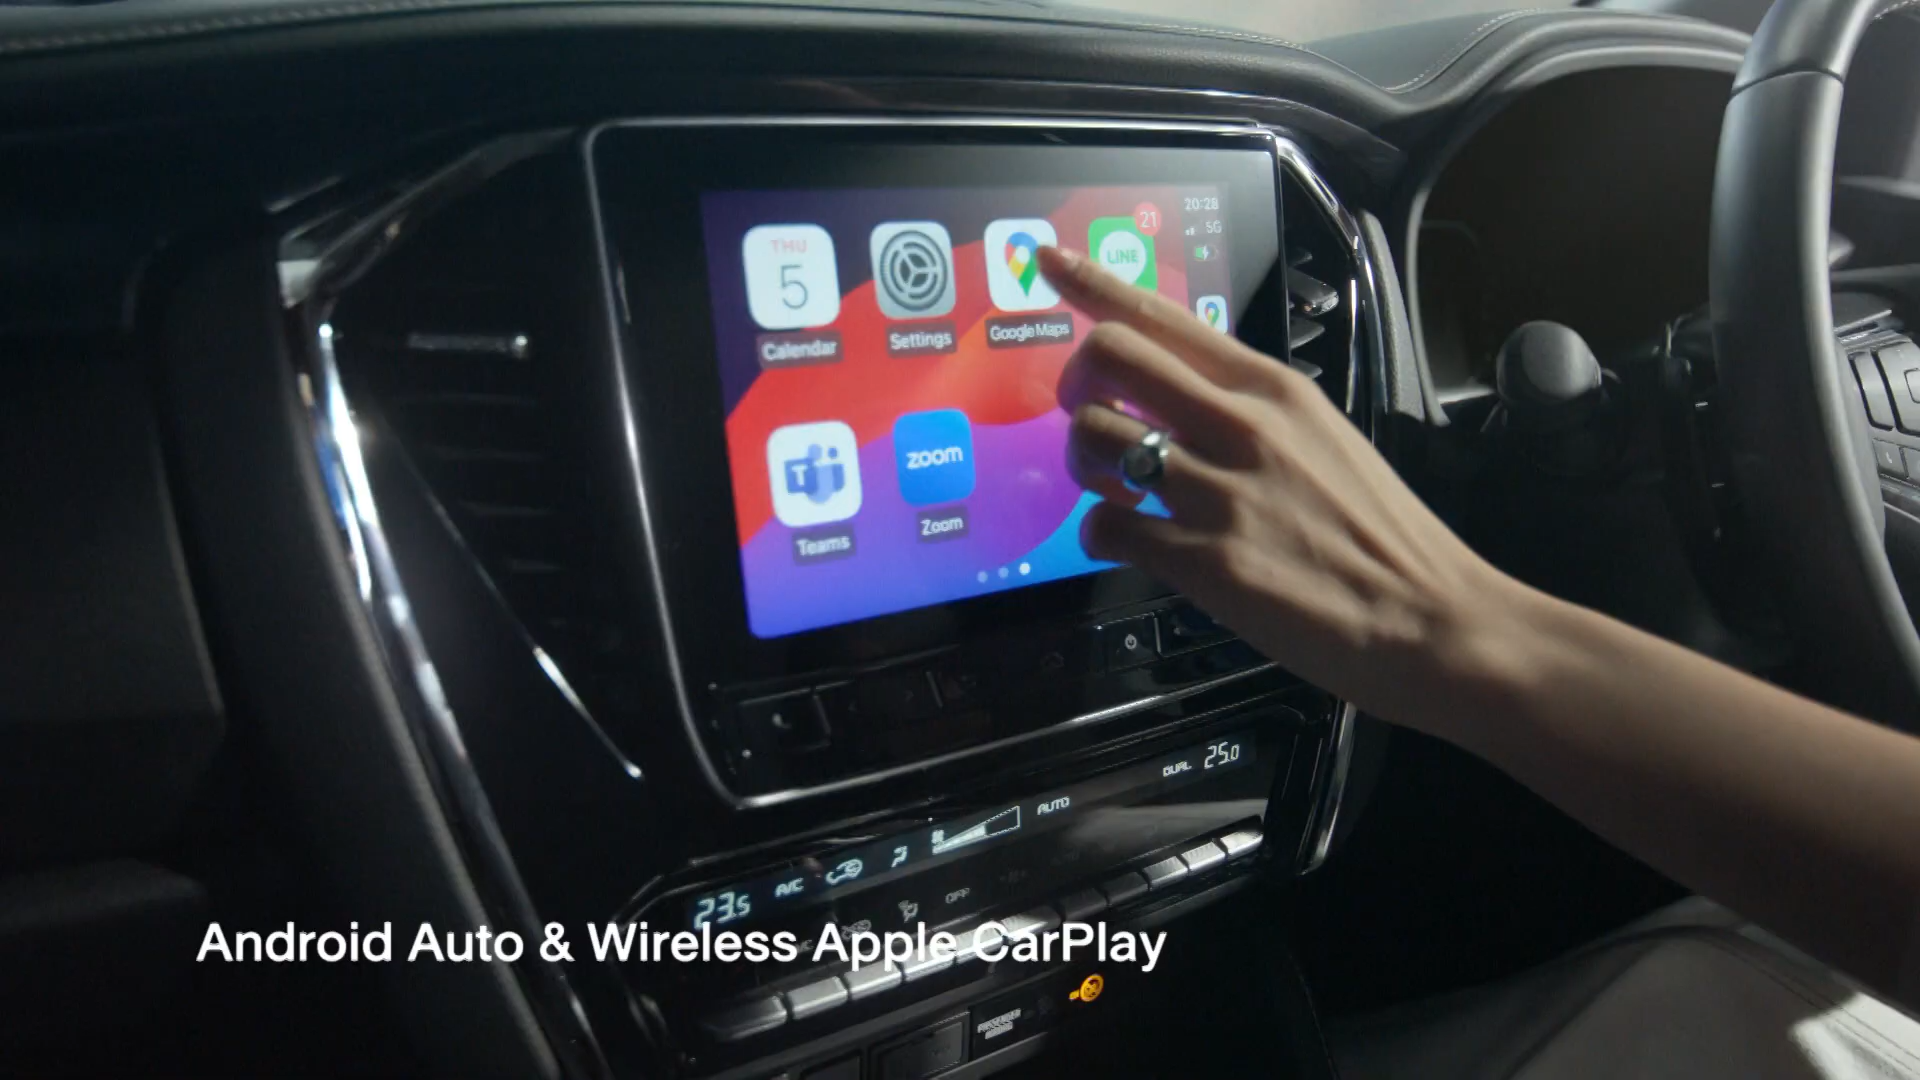 THU
5
Calendar
Settings
Google Maps
LINE
21
20:28
5G
T
Teams
zoom
Zoom
DUAL 25.0
AUTO
23.5 A/C
OFF
Android Auto & Wireless Apple CarPlay
PASSENGER